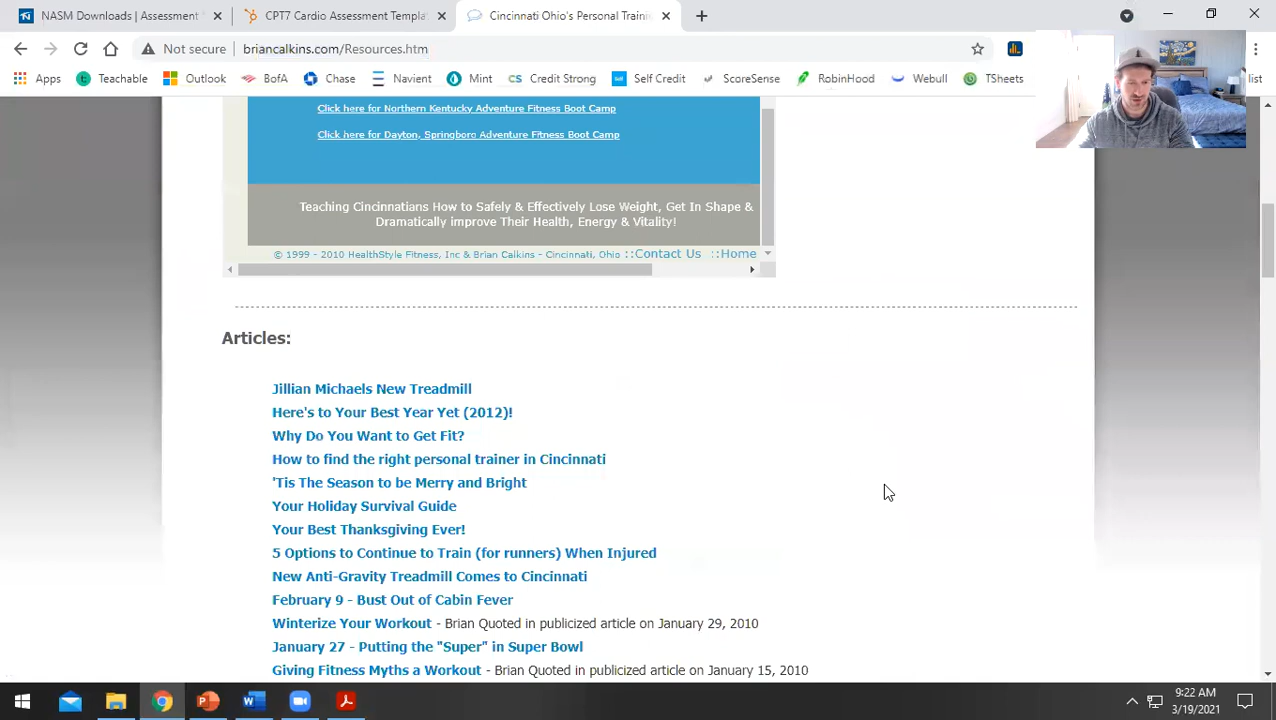 NASM Downloads | Assessment
CPT7 Cardio Assessment Templa
Cincinnati Ohio's Personal Traini
Not secure
briancalkins.com/Resources.htm
Apps
Teachable
Outlook
BofA
Chase
Navient
Mint
CS Credit Strong
Self Credit
ScoreSense
RobinHood
Webull
TSheets
list
Click here for Northern Kentucky Adventure Fitness Boot Camp
Click here for Dayton, Springboro Adventure Fitness Boot Camp
Teaching Cincinnatians How to Safely & Effectively Lose Weight, Get In Shape &
Dramatically improve Their Health, Energy & Vitality!
© 1999 - 2010 HealthStyle Fitness, Inc & Brian Calkins - Cincinnati, Ohio ::Contact Us ::Home
Articles:
Jillian Michaels New Treadmill
Here's to Your Best Year Yet (2012)!
Why Do You Want to Get Fit?
How to find the right personal trainer in Cincinnati
'Tis The Season to be Merry and Bright
Your Holiday Survival Guide
Your Best Thanksgiving Ever!
5 Options to Continue to Train (for runners) When Injured
New Anti-Gravity Treadmill Comes to Cincinnati
February 9 - Bust Out of Cabin Fever
Winterize Your Workout - Brian Quoted in publicized article on January 29, 2010
January 27 - Putting the "Super" in Super Bowl
Giving Fitness Myths a Workout - Brian Quoted in publicized article on January 15, 2010
9:22 AM
3/19/2021